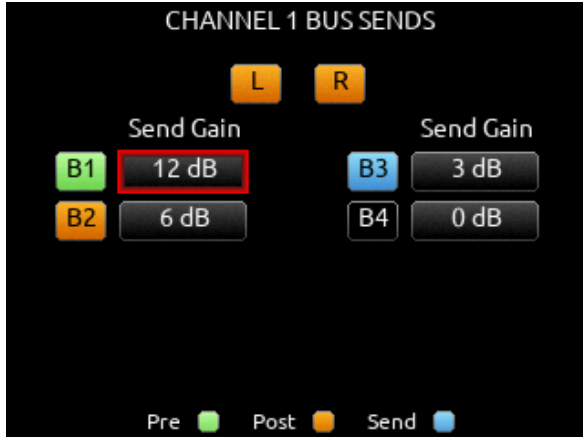 CHANNEL 1 BUS SENDS
L R
Send Gain Send Gain
B1 12 dB B3 3 dB
B2 6 dB B4 0 dB
Pre Post Send